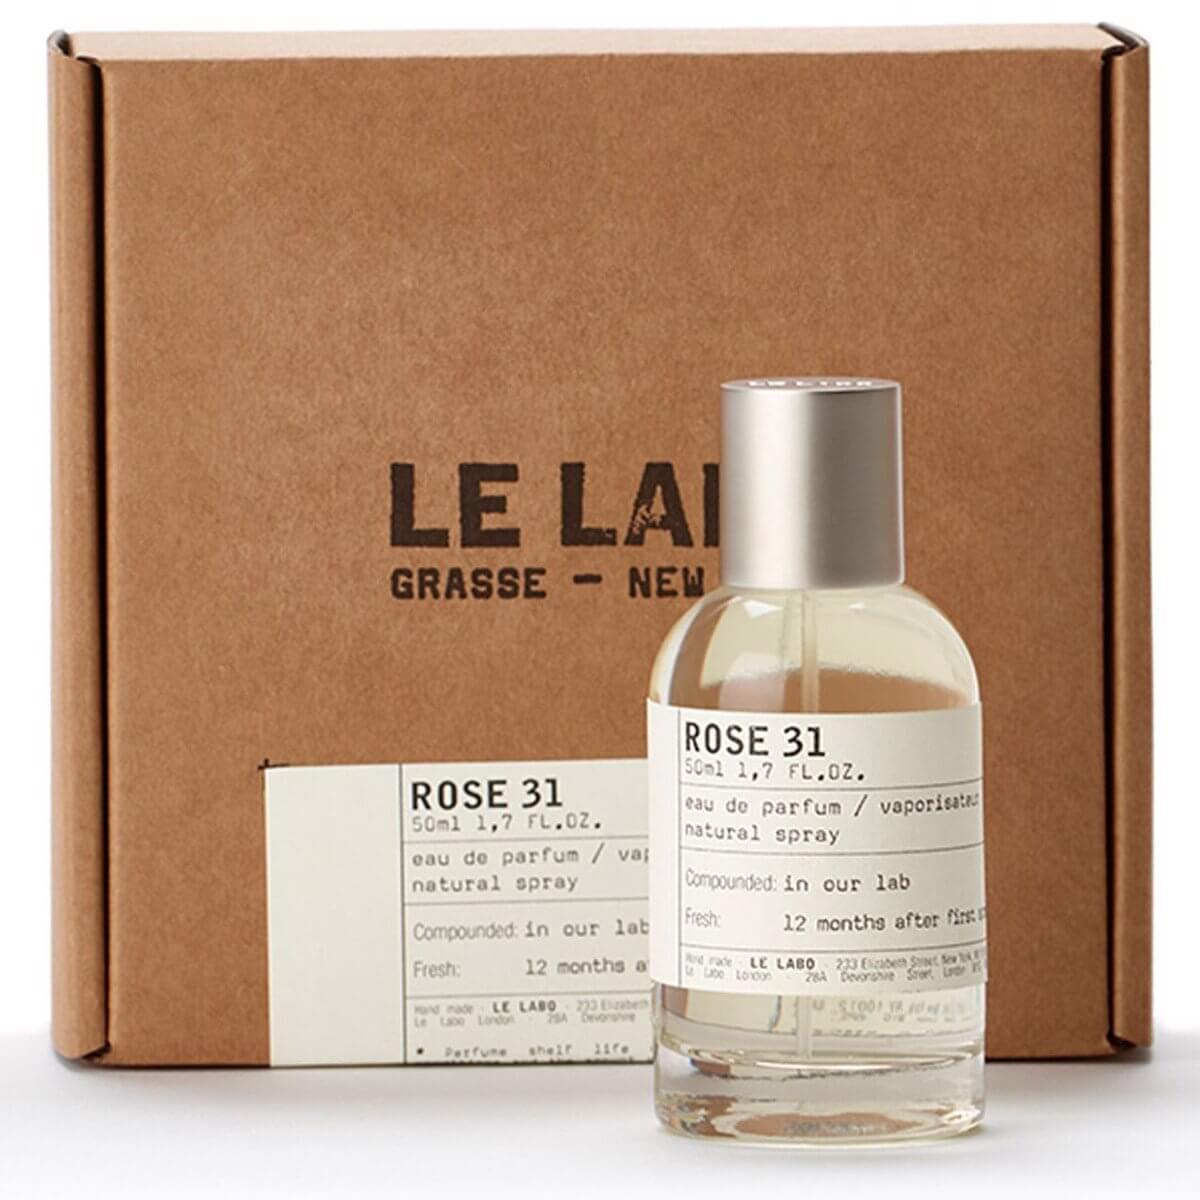 LE LA
GRASSE - NEW
ROSE 31
50ml 1,7 FL.OZ.
eau de parfum / vap
natural spray
Compounded: in our lab
Fresh: 12 months a
Hand made - LE LABO - 233 Elizabeth
Le Labo London - 28A Devonshire
* Perfume shelf life
LE LABO
ROSE 31
50ml 1,7 FL.OZ.
eau de parfum / vaporisateur
natural spray
Compounded: in our lab
Fresh: 12 months after first
Hand made - LE LABO - 233 Elizabeth Street, New York,
Le Labo London - 28A Devonshire Street, London